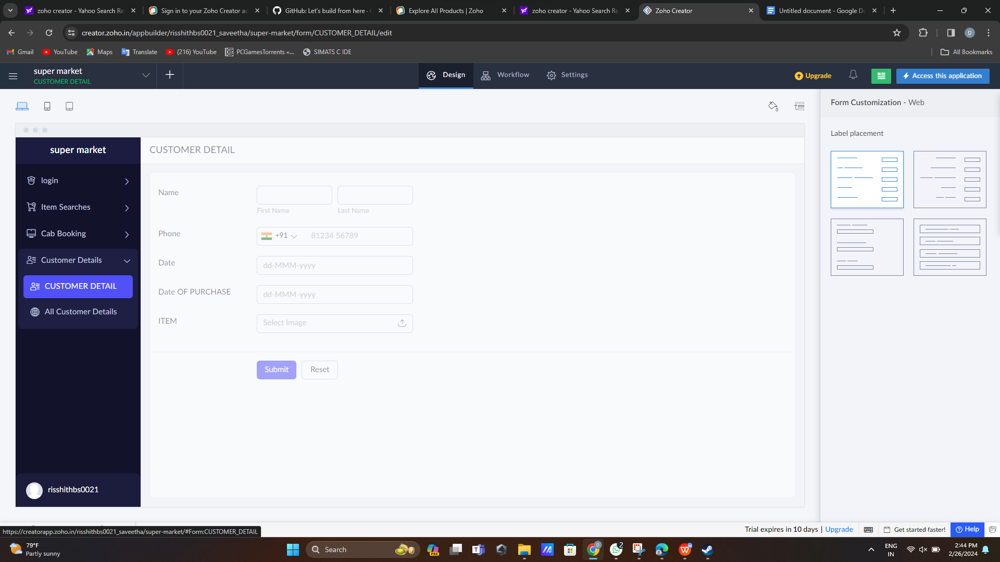 zoho creator - Yahoo Search Re
Sign in to your Zoho Creator ac
GitHub: Let's build from here ·
Explore All Products | Zoho
zoho creator - Yahoo Search Re
Zoho Creator
Untitled document - Google Do
creator.zoho.in/appbuilder/risshithbs0021_saveetha/super-market/form/CUSTOMER_DETAIL/edit
D
Gmail
YouTube
Maps
Translate
(216) YouTube
PCGamesTorrents «...
SIMATS C IDE
All Bookmarks
super market
CUSTOMER DETAIL
Design
Workflow
Settings
Upgrade
Access this application
Form Customization - Web
Label placement
super market
login
Item Searches
Cab Booking
Customer Details
CUSTOMER DETAIL
All Customer Details
risshithbs0021
CUSTOMER DETAIL
Name
First Name
Last Name
Phone
+91
81234 56789
Date
dd-MMM-yyyy
Date OF PURCHASE
dd-MMM-yyyy
ITEM
Select Image
Submit
Reset
https://creatorapp.zoho.in/risshithbs0021_saveetha/super-market/#Form:CUSTOMER_DETAIL
Trial expires in 10 days | Upgrade
Get started faster!
Help
79°F
Partly sunny
Search
PRE
D
2
ENG
IN
2:44 PM
2/26/2024